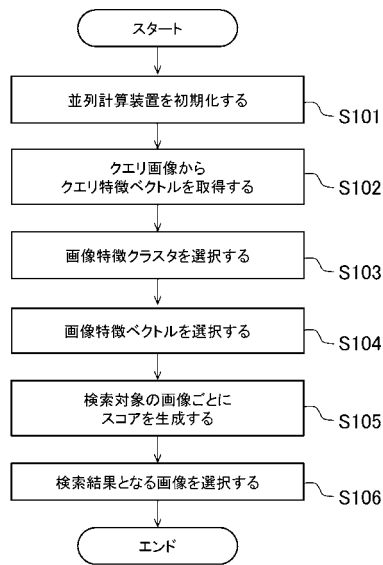 スタート
並列計算装置を初期化する
S101
クエリ画像から
クエリ特徴ベクトルを取得する
S102
画像特徴クラスタを選択する
S103
画像特徴ベクトルを選択する
S104
検索対象の画像ごとに
スコアを生成する
S105
検索結果となる画像を選択する
S106
エンド